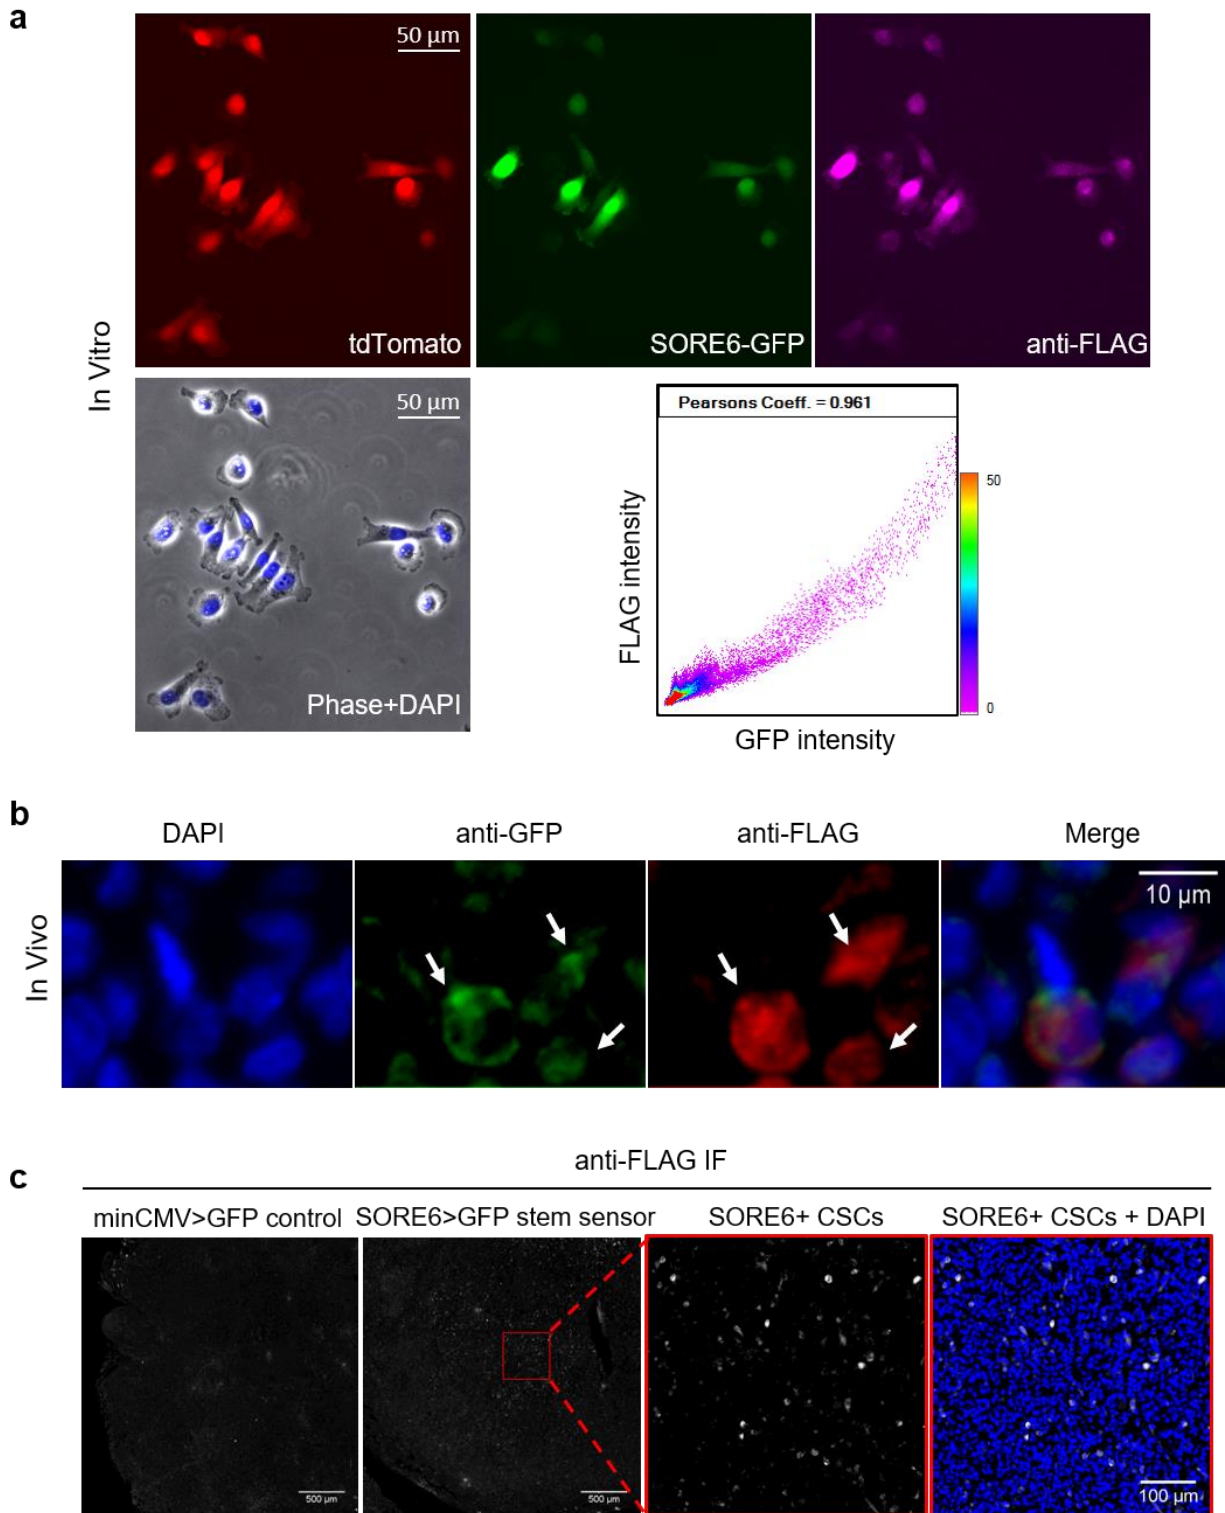 a
50 µm
tdTomato
SORE6-GFP
anti-FLAG
In Vitro
50 µm
Phase+DAPI
Pearsons Coeff. = 0.961
FLAG intensity
50
0
GFP intensity
b
DAPI anti-GFP anti-FLAG Merge
In Vivo
10 µm
c
anti-FLAG IF
minCMV>GFP control SORE6>GFP stem sensor SORE6+ CSCs SORE6+ CSCs + DAPI
500 µm
500 µm
100 µm